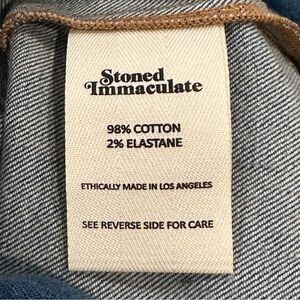 Stoned
Immaculate
98% COTTON
2% ELASTANE
ETHICALLY MADE IN LOS ANGELES
SEE REVERSE SIDE FOR CARE